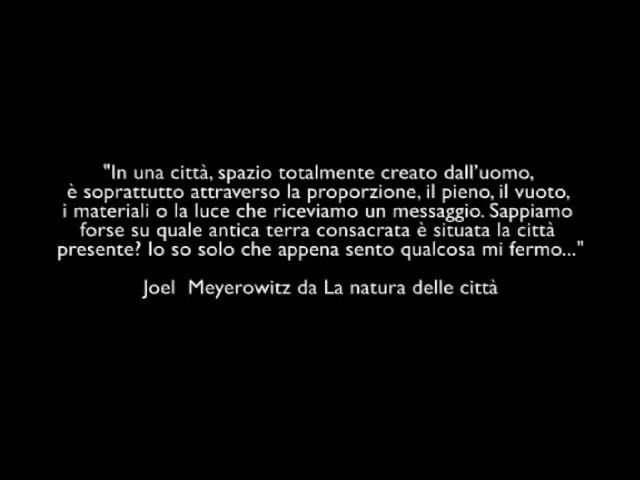 "In una città, spazio totalmente creato dall'uomo,
è soprattutto attraverso la proporzione, il pieno, il vuoto,
i materiali o la luce che riceviamo un messaggio. Sappiamo
forse su quale antica terra consacrata è situata la città
presente? Io so solo che appena sento qualcosa mi fermo..."
Joel Meyerowitz da La natura delle città